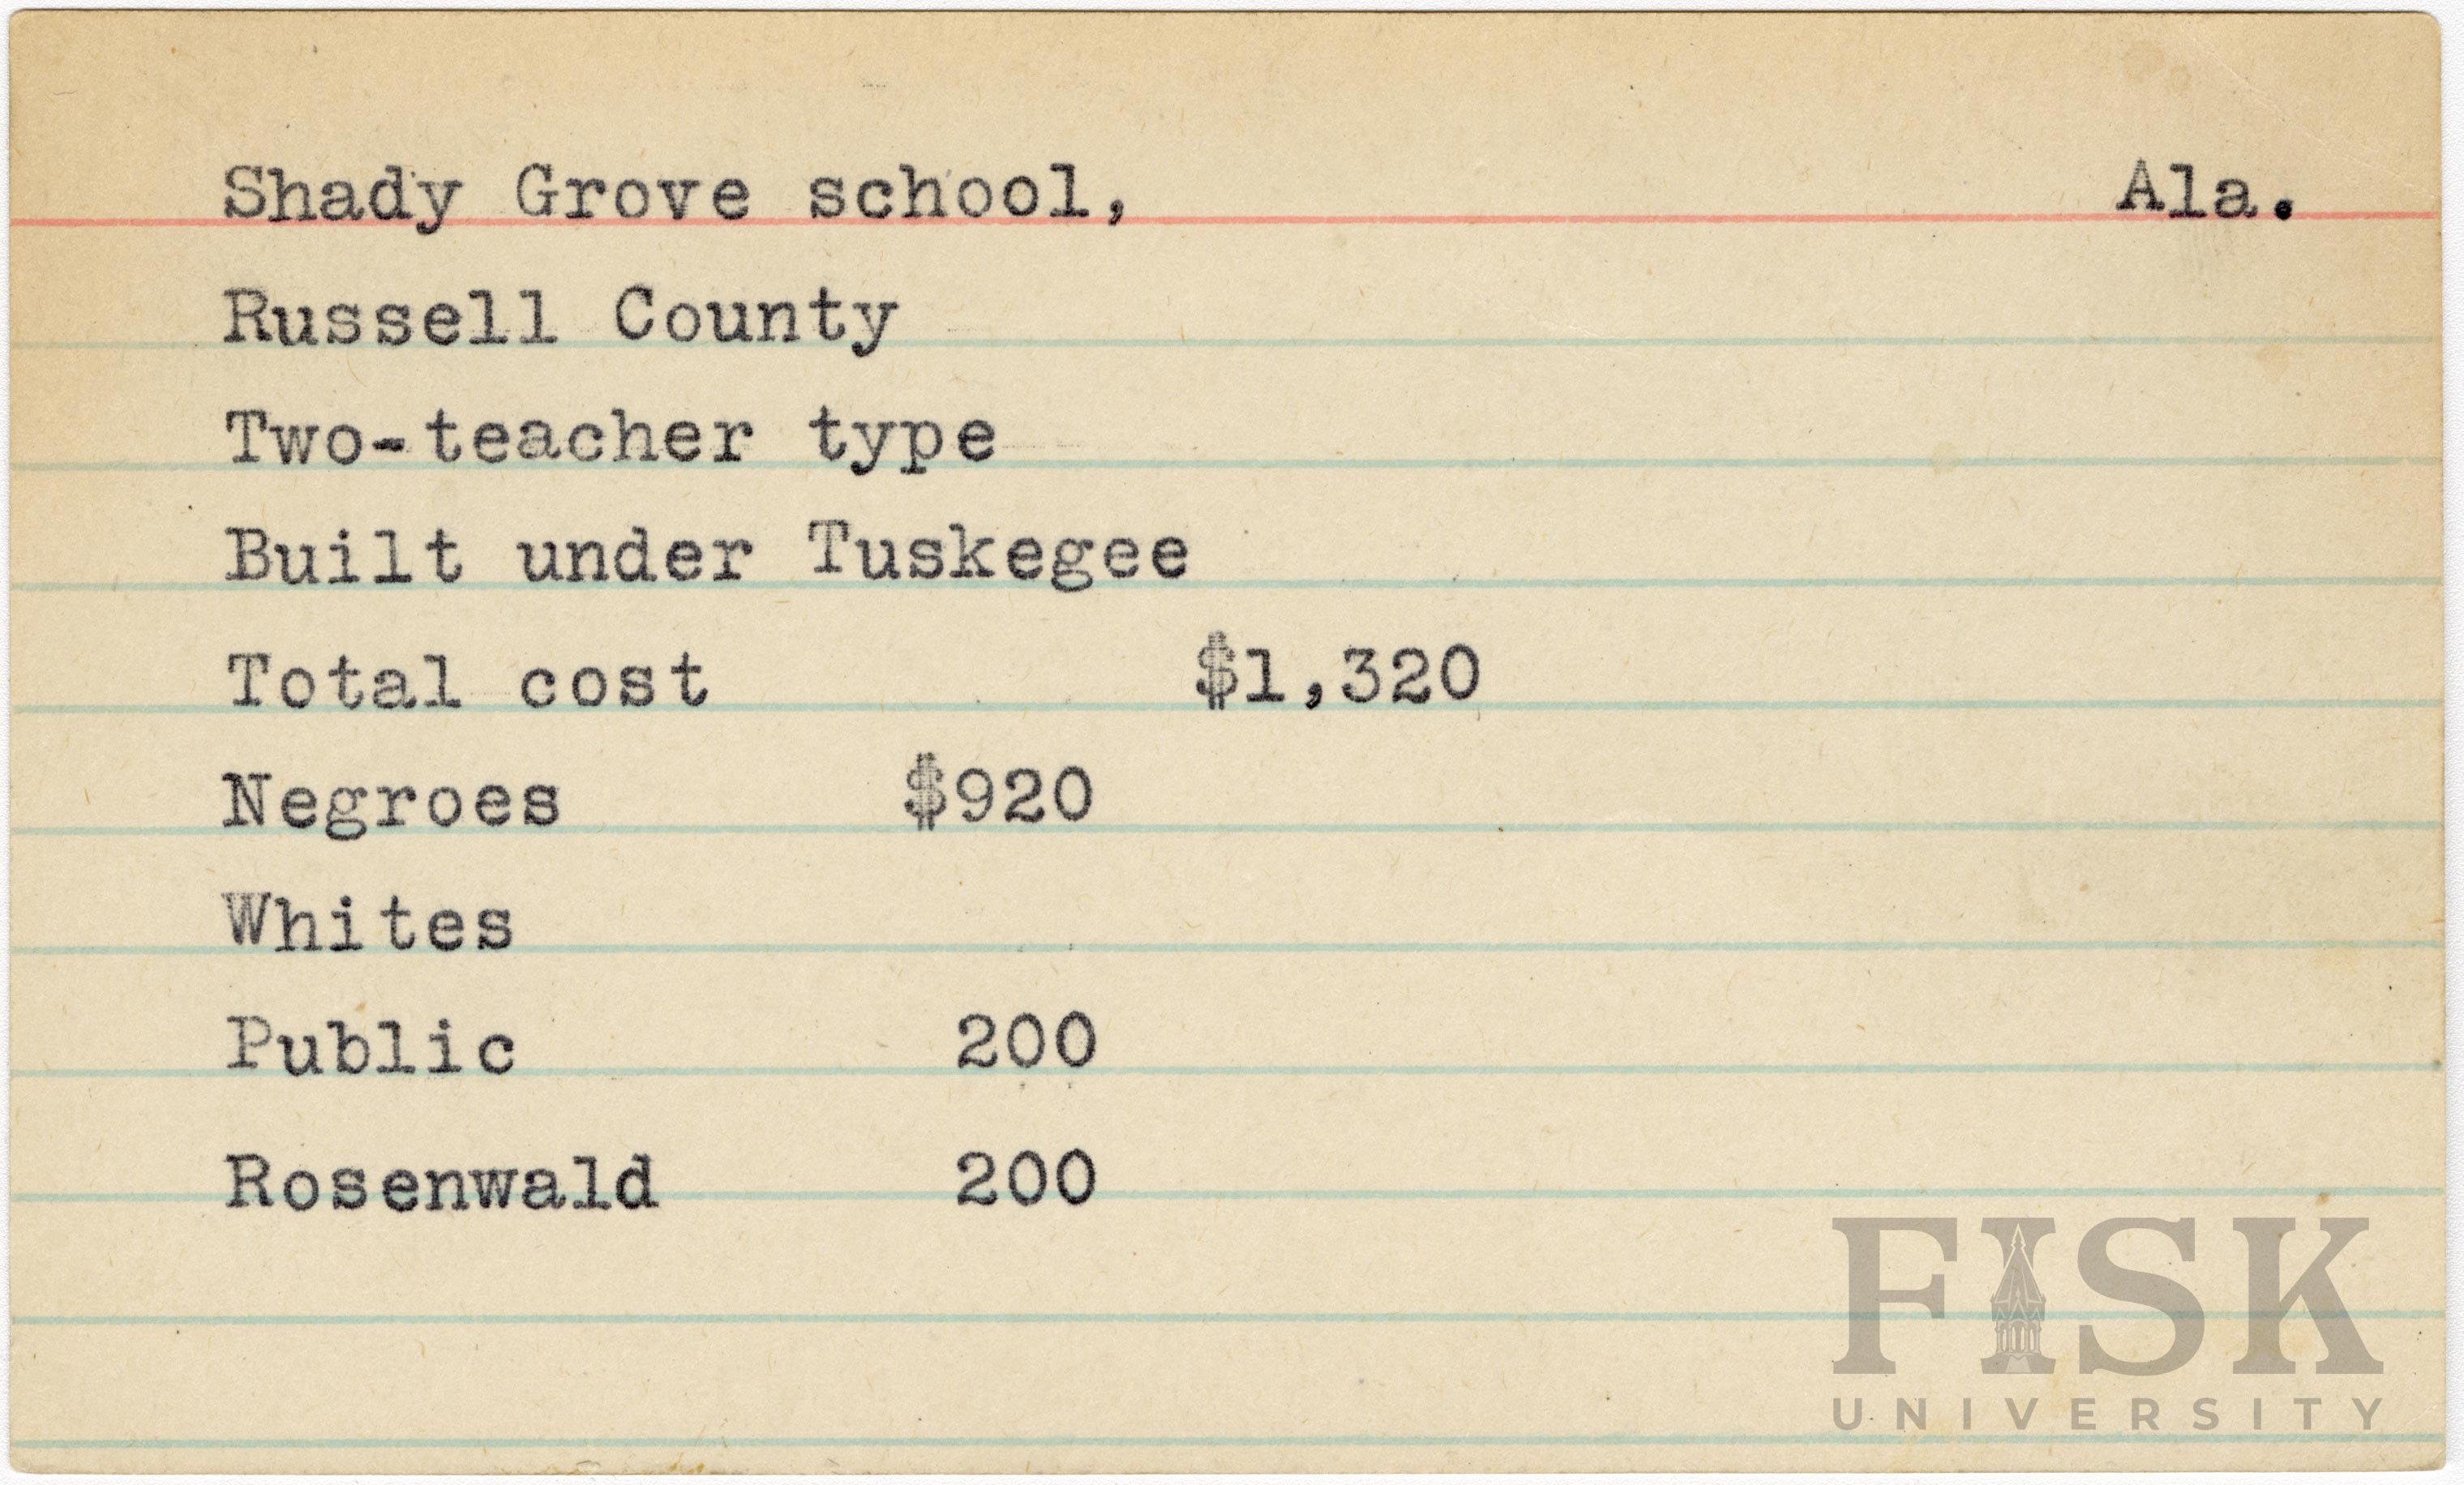 Shady Grove school, Ala.
Russell County
Two-teacher type
Built under Tuskegee
Total cost $1,320
Negroes $920
Whites
Public 200
Rosenwald 200
FISK
UNIVERSITY